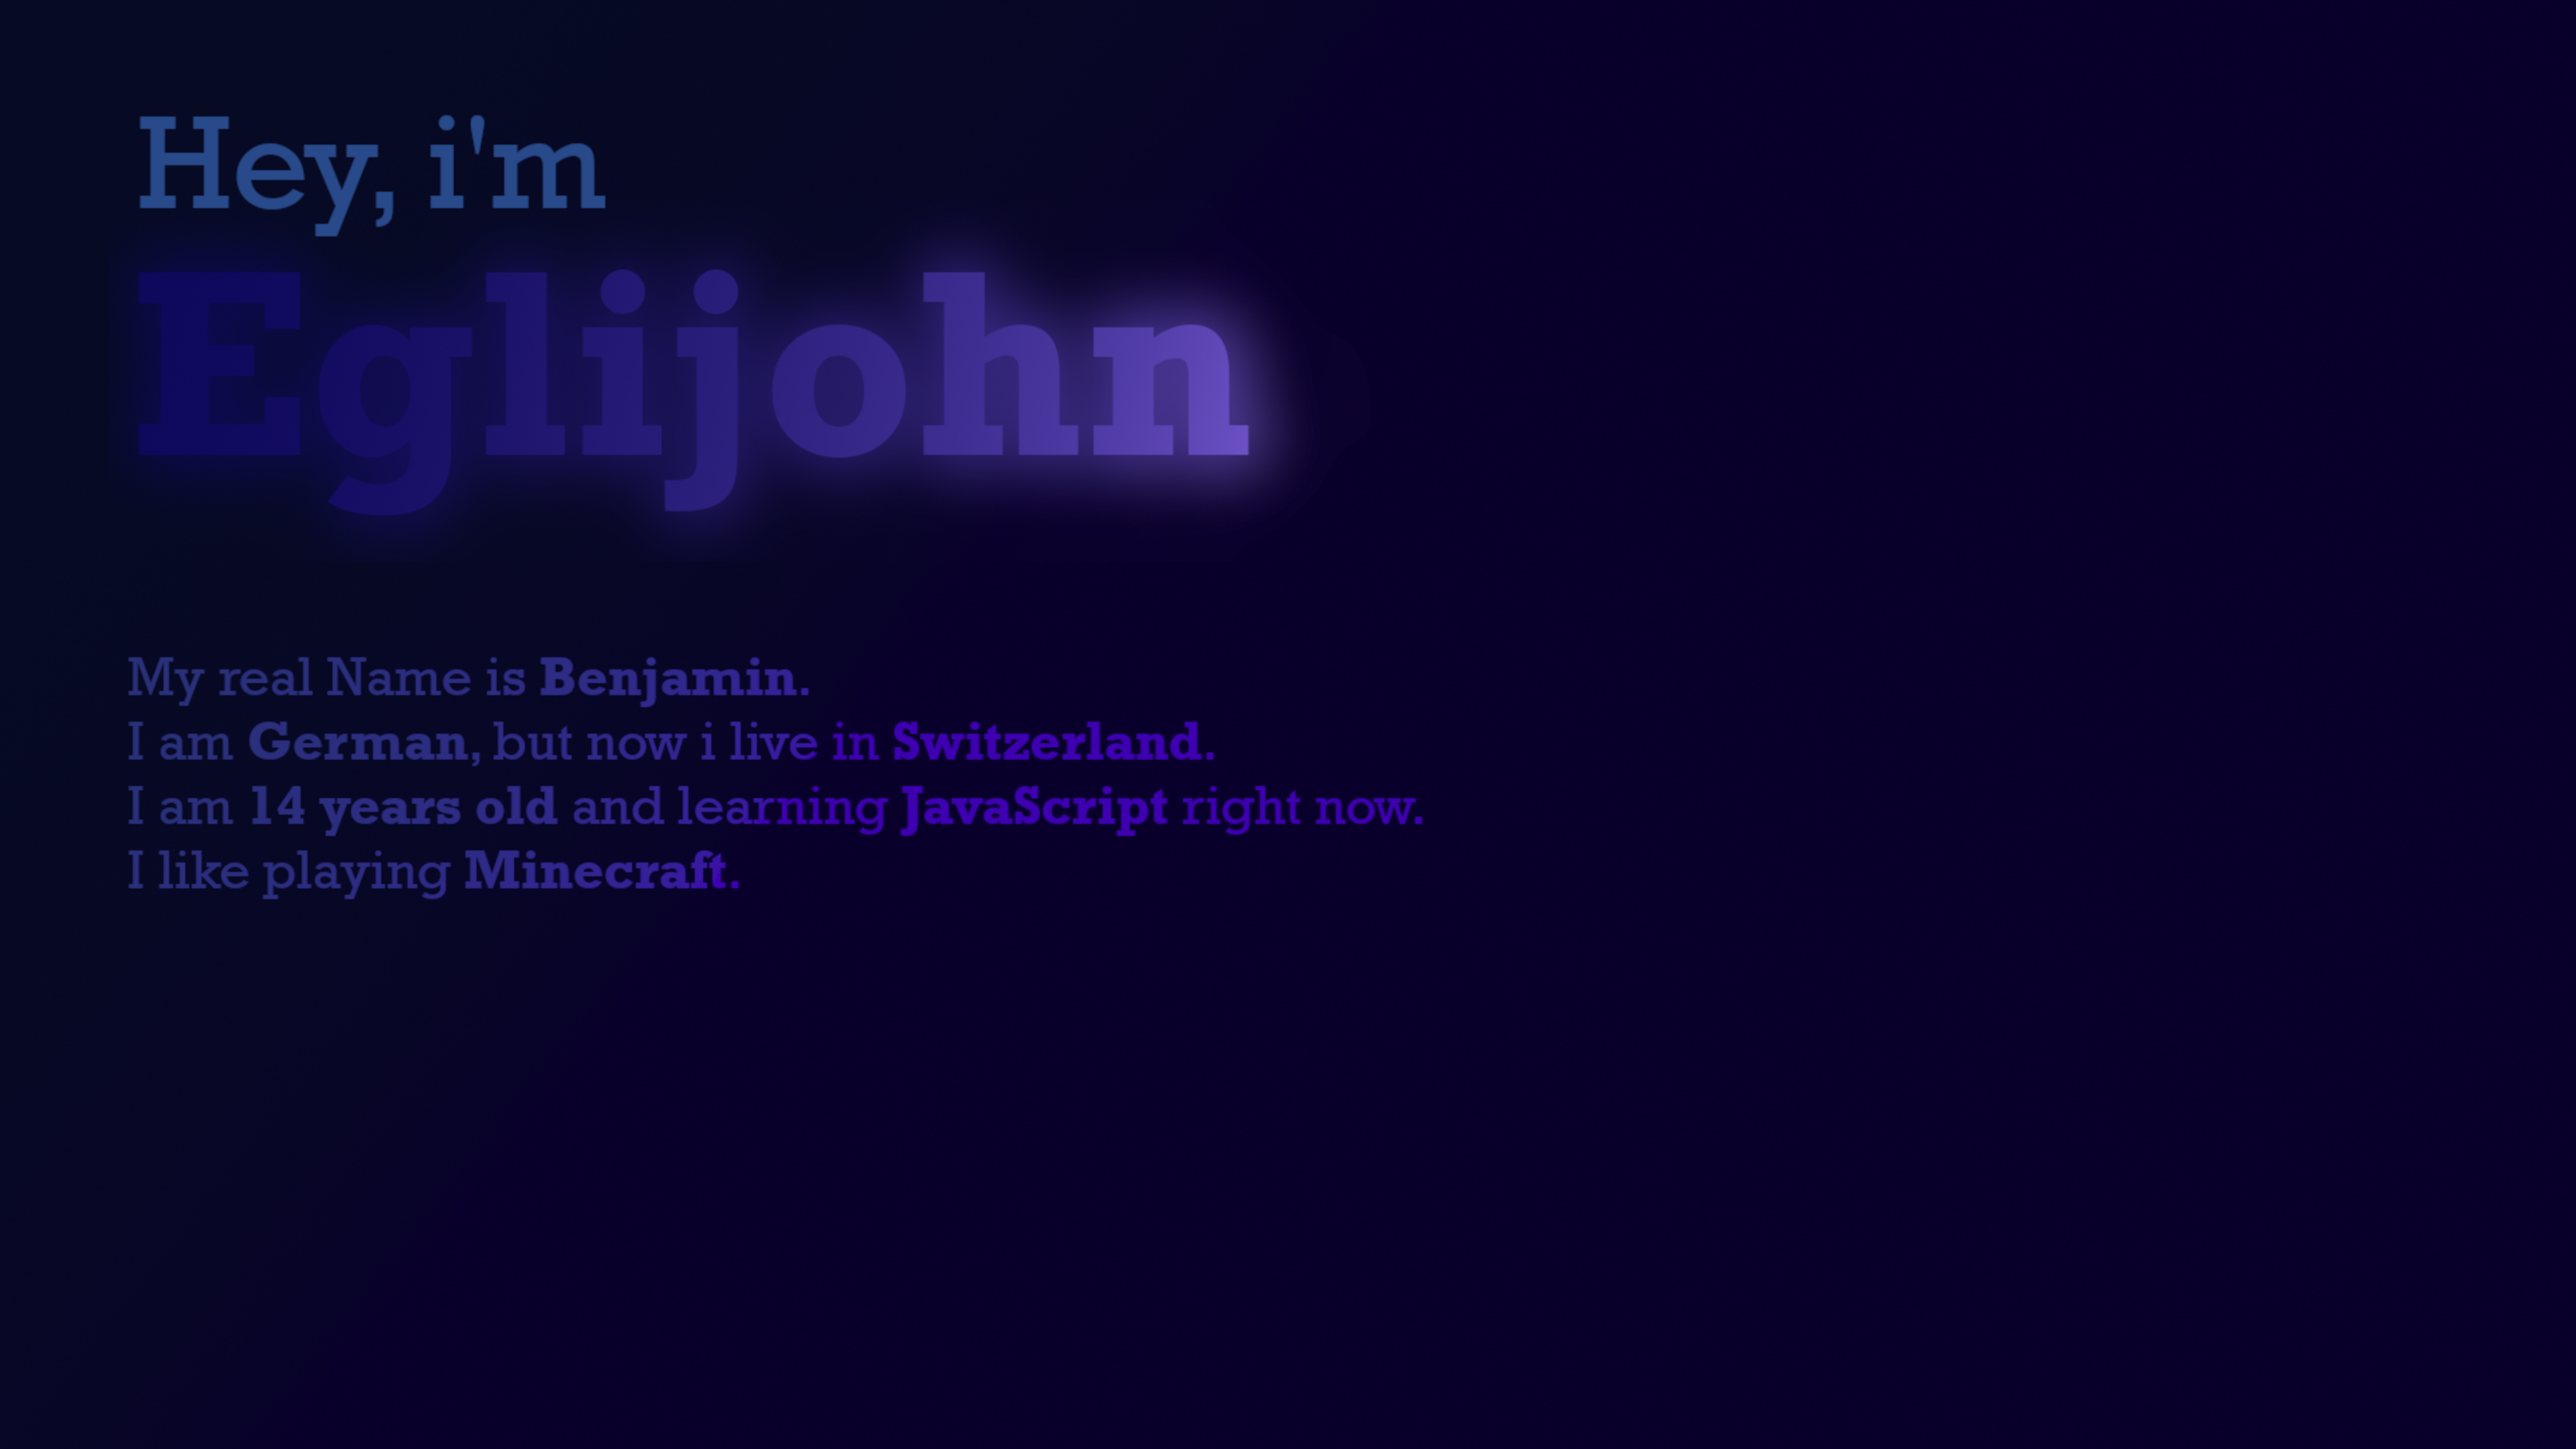 Hey, i'm
Eglijohn
My real Name is Benjamin.
I am German, but now i live in Switzerland.
I am 14 years old and learning JavaScript right now.
I like playing Minecraft.